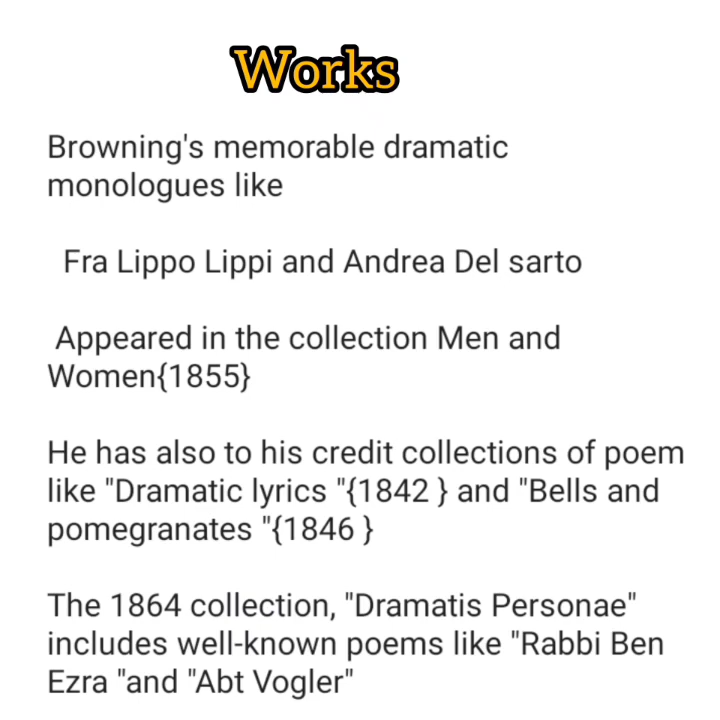 Works
Browning's memorable dramatic
monologues like
Fra Lippo Lippi and Andrea Del sarto
Appeared in the collection Men and
Women{1855}
He has also to his credit collections of poem
like "Dramatic lyrics "{1842 } and "Bells and
pomegranates "{1846 }
The 1864 collection, "Dramatis Personae"
includes well-known poems like "Rabbi Ben
Ezra "and "Abt Vogler"